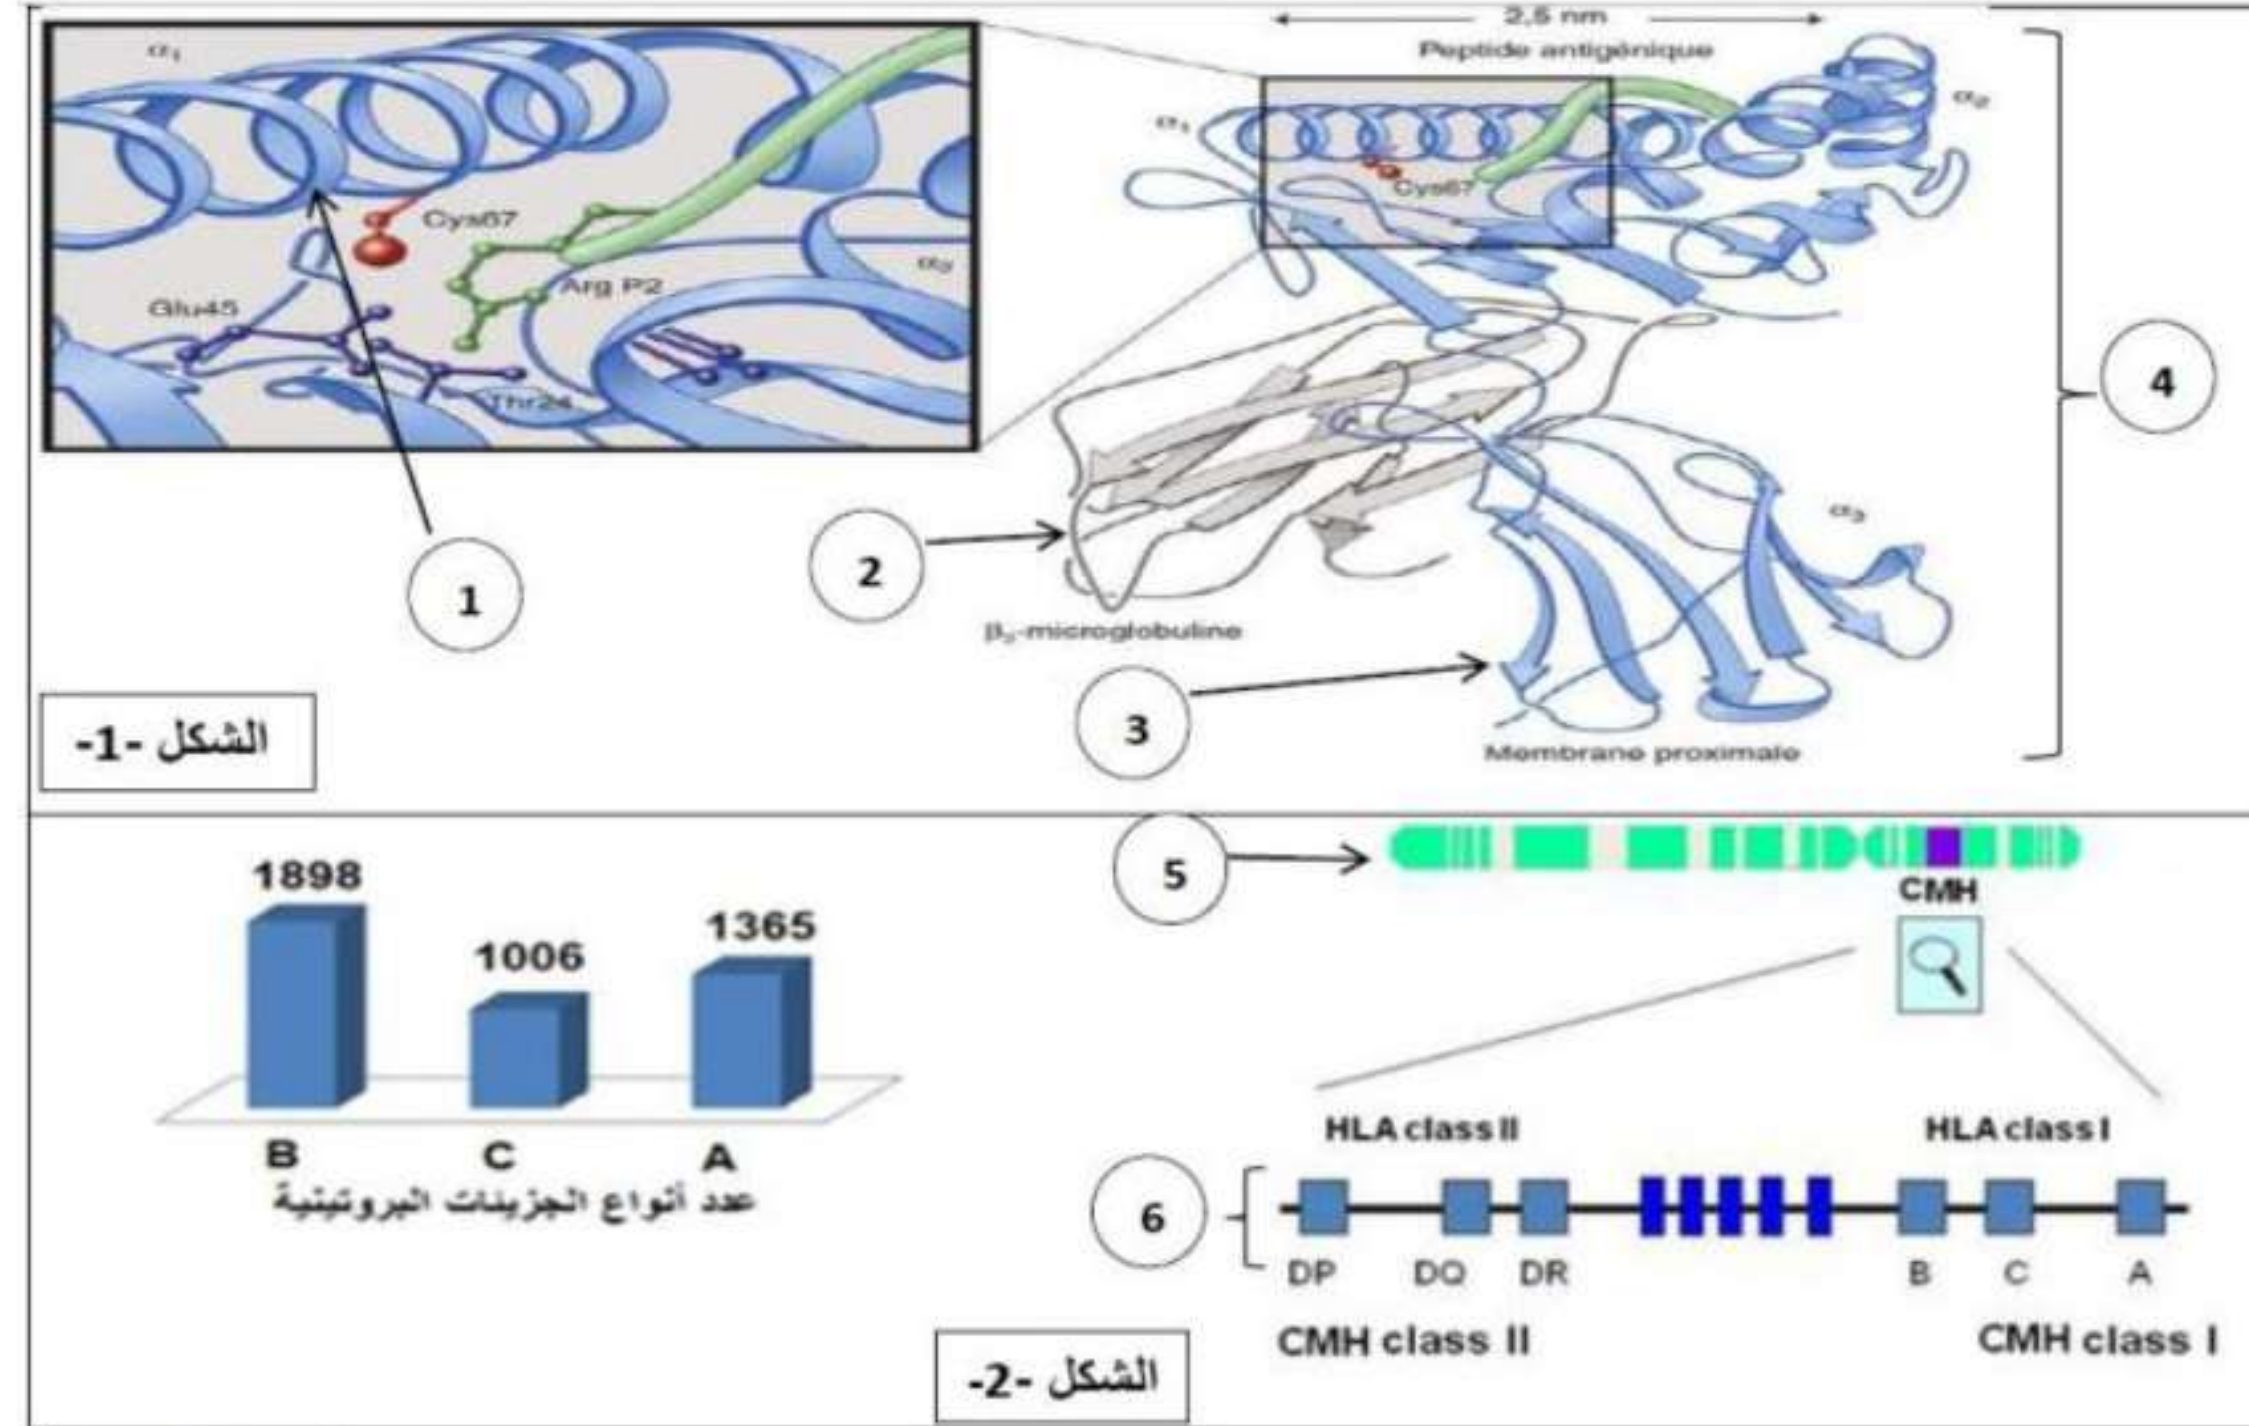 2,5 nm
Peptide antigénique
α1
α2
Cys67
α1
Cys67
α2
Arg P2
Glu45
Thr24
1
2
3
4
β2-microglobuline
α3
Membrane proximale
الشكل -1-
5
CMH
1898
1006
1365
B
C
A
عدد أنواع الجزيئات البروتينية
HLA class II
HLA class I
6
DP
DQ
DR
B
C
A
CMH class II
CMH class I
الشكل -2-